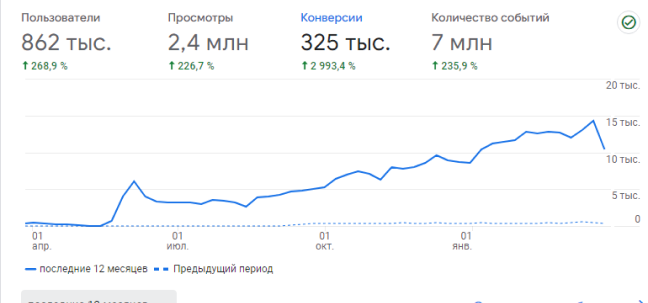 Пользователи Просмотры Конверсии Количество событий
862 тыс. 2,4 млн 325 тыс. 7 млн
↑ 268,9 % ↑ 226,7 % ↑ 2 993,4 % ↑ 235,9 %
20 тыс.
15 тыс.
10 тыс.
5 тыс.
0
01 01 01 01
апр. июл. окт. янв.
последние 12 месяцев Предыдущий период